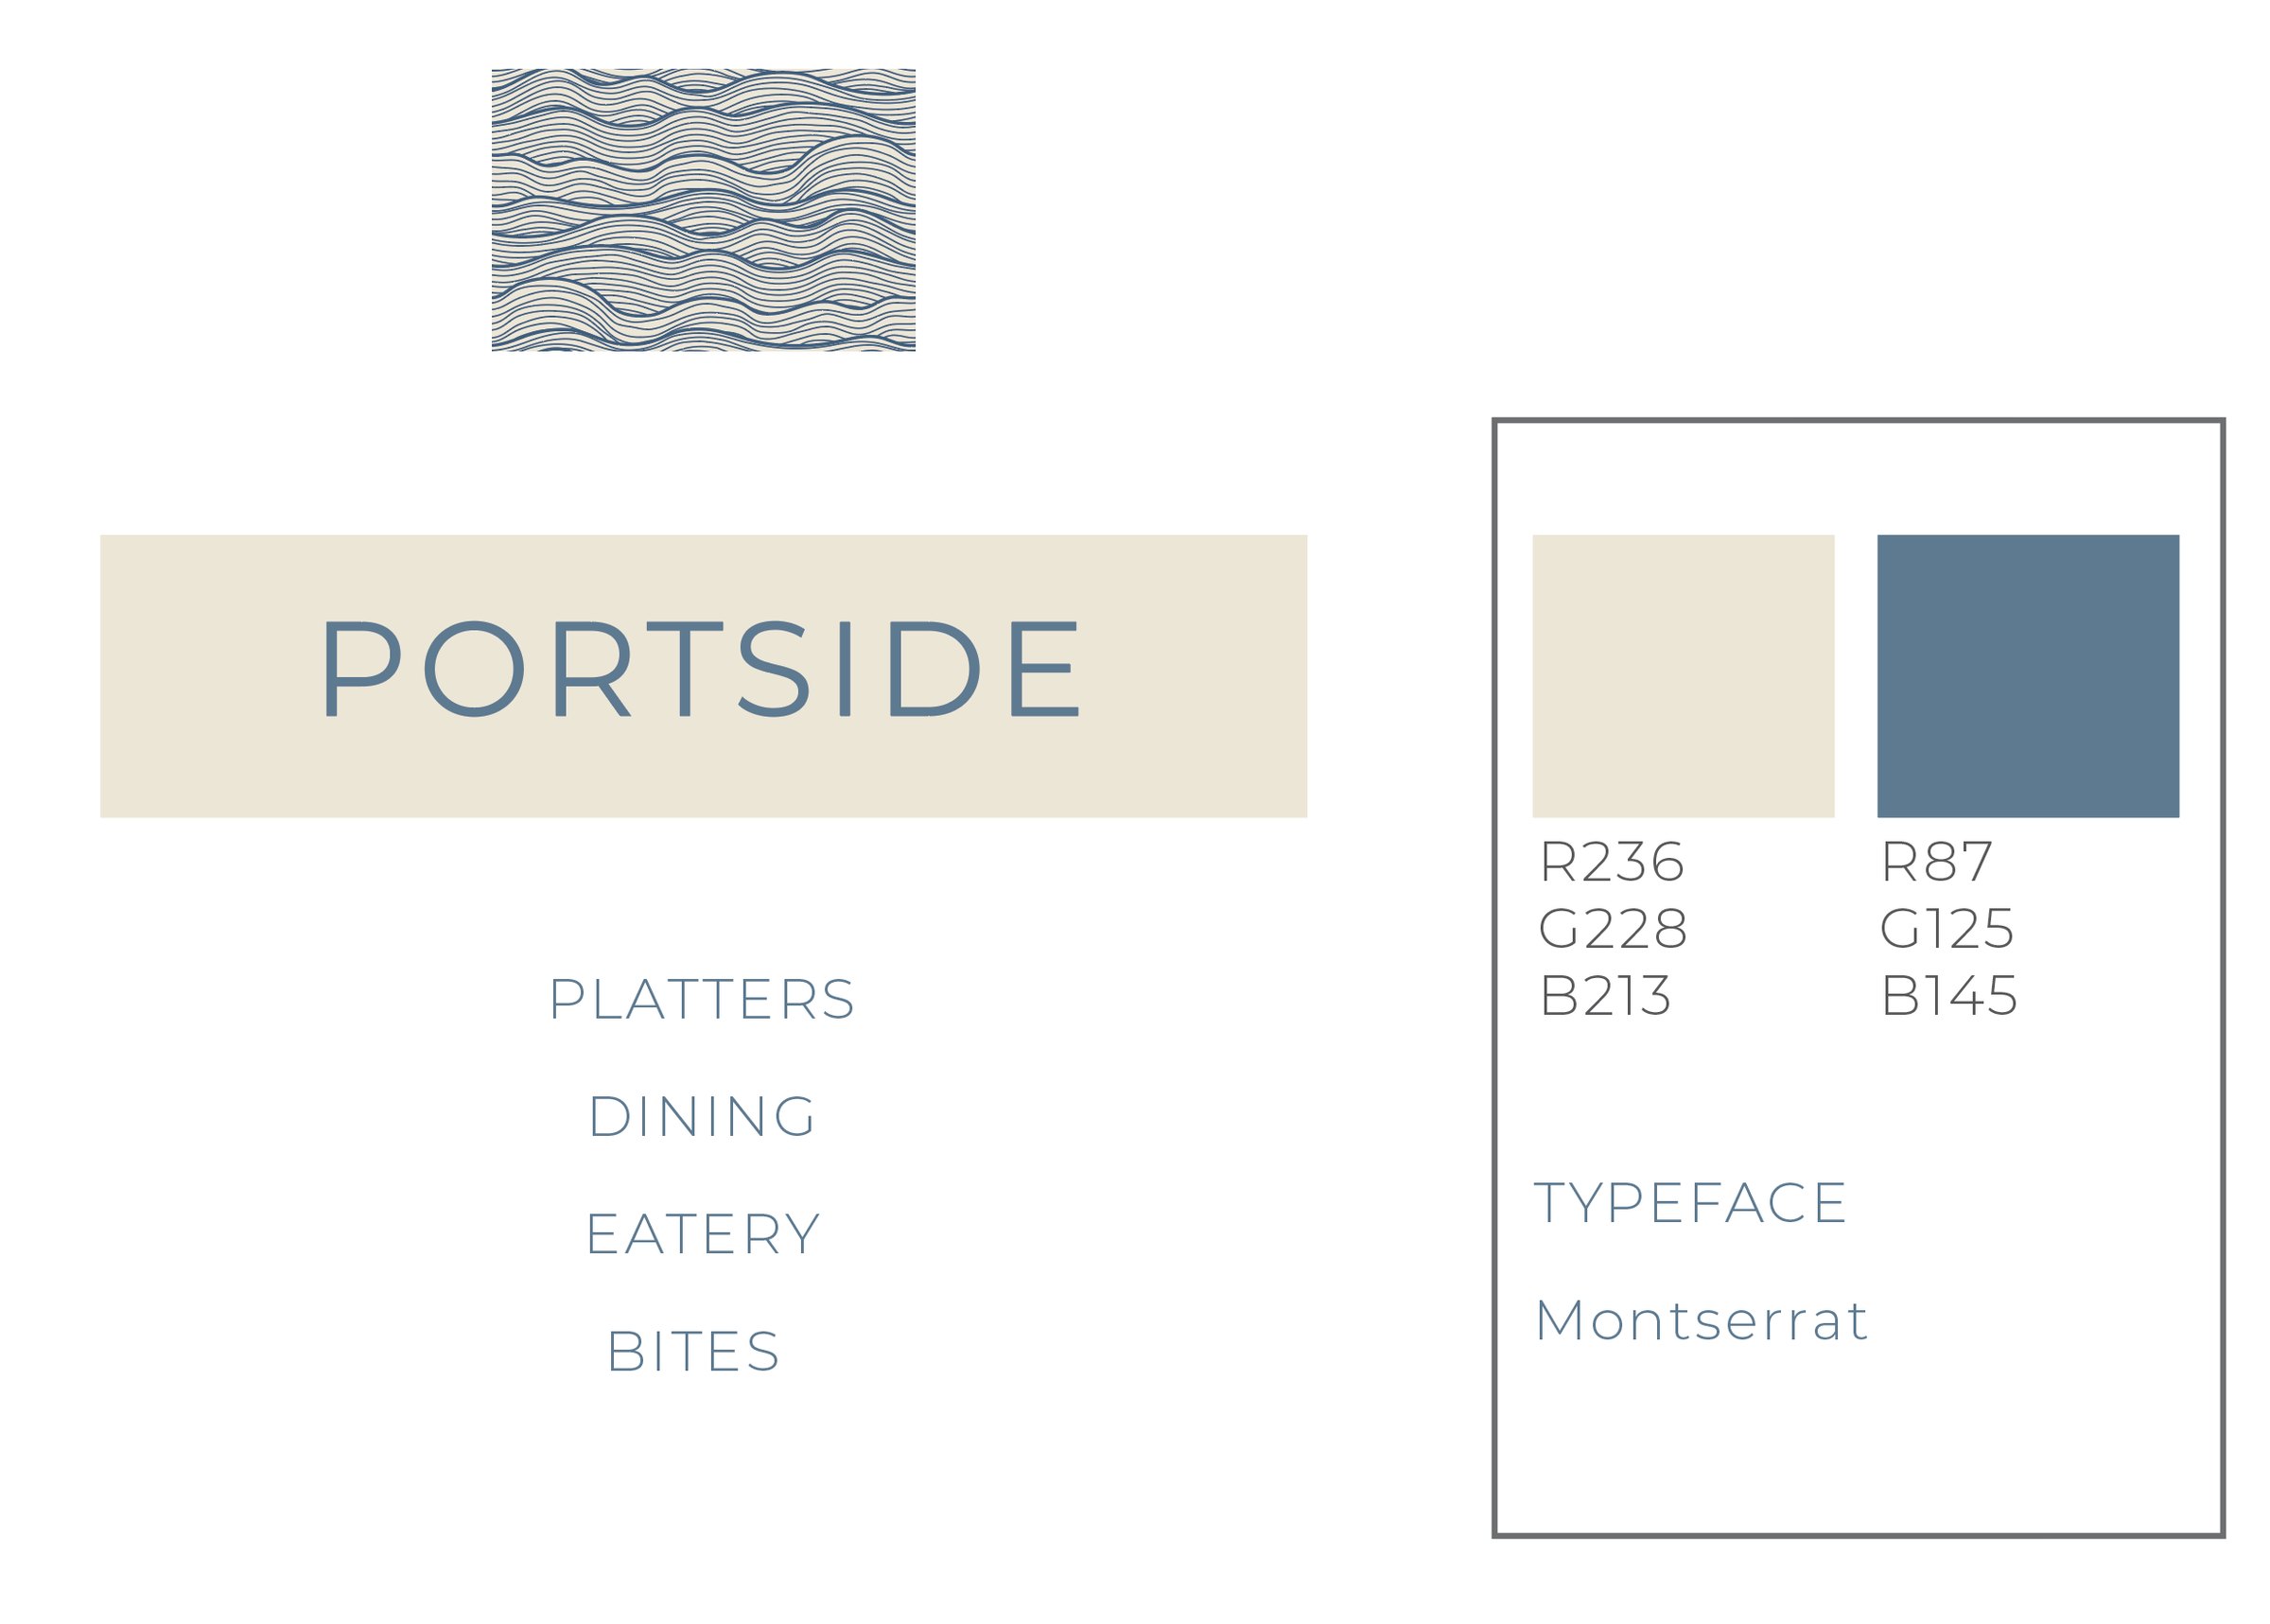 PORTSIDE
PLATTERS
DINING
EATERY
BITES
R236
G228
B213
R87
G125
B145
TYPEFACE
Montserrat